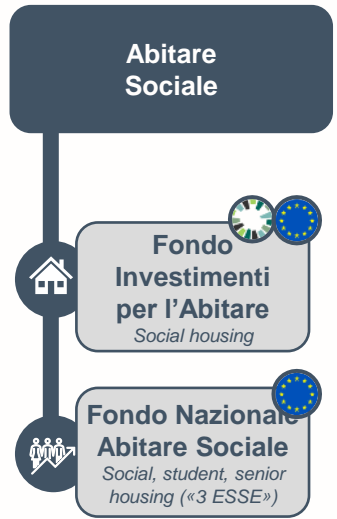 Abitare
Sociale
Fondo
Investimenti
per l'Abitare
Social housing
Fondo Nazionale
Abitare Sociale
Social, student, senior
housing («3 ESSE»)